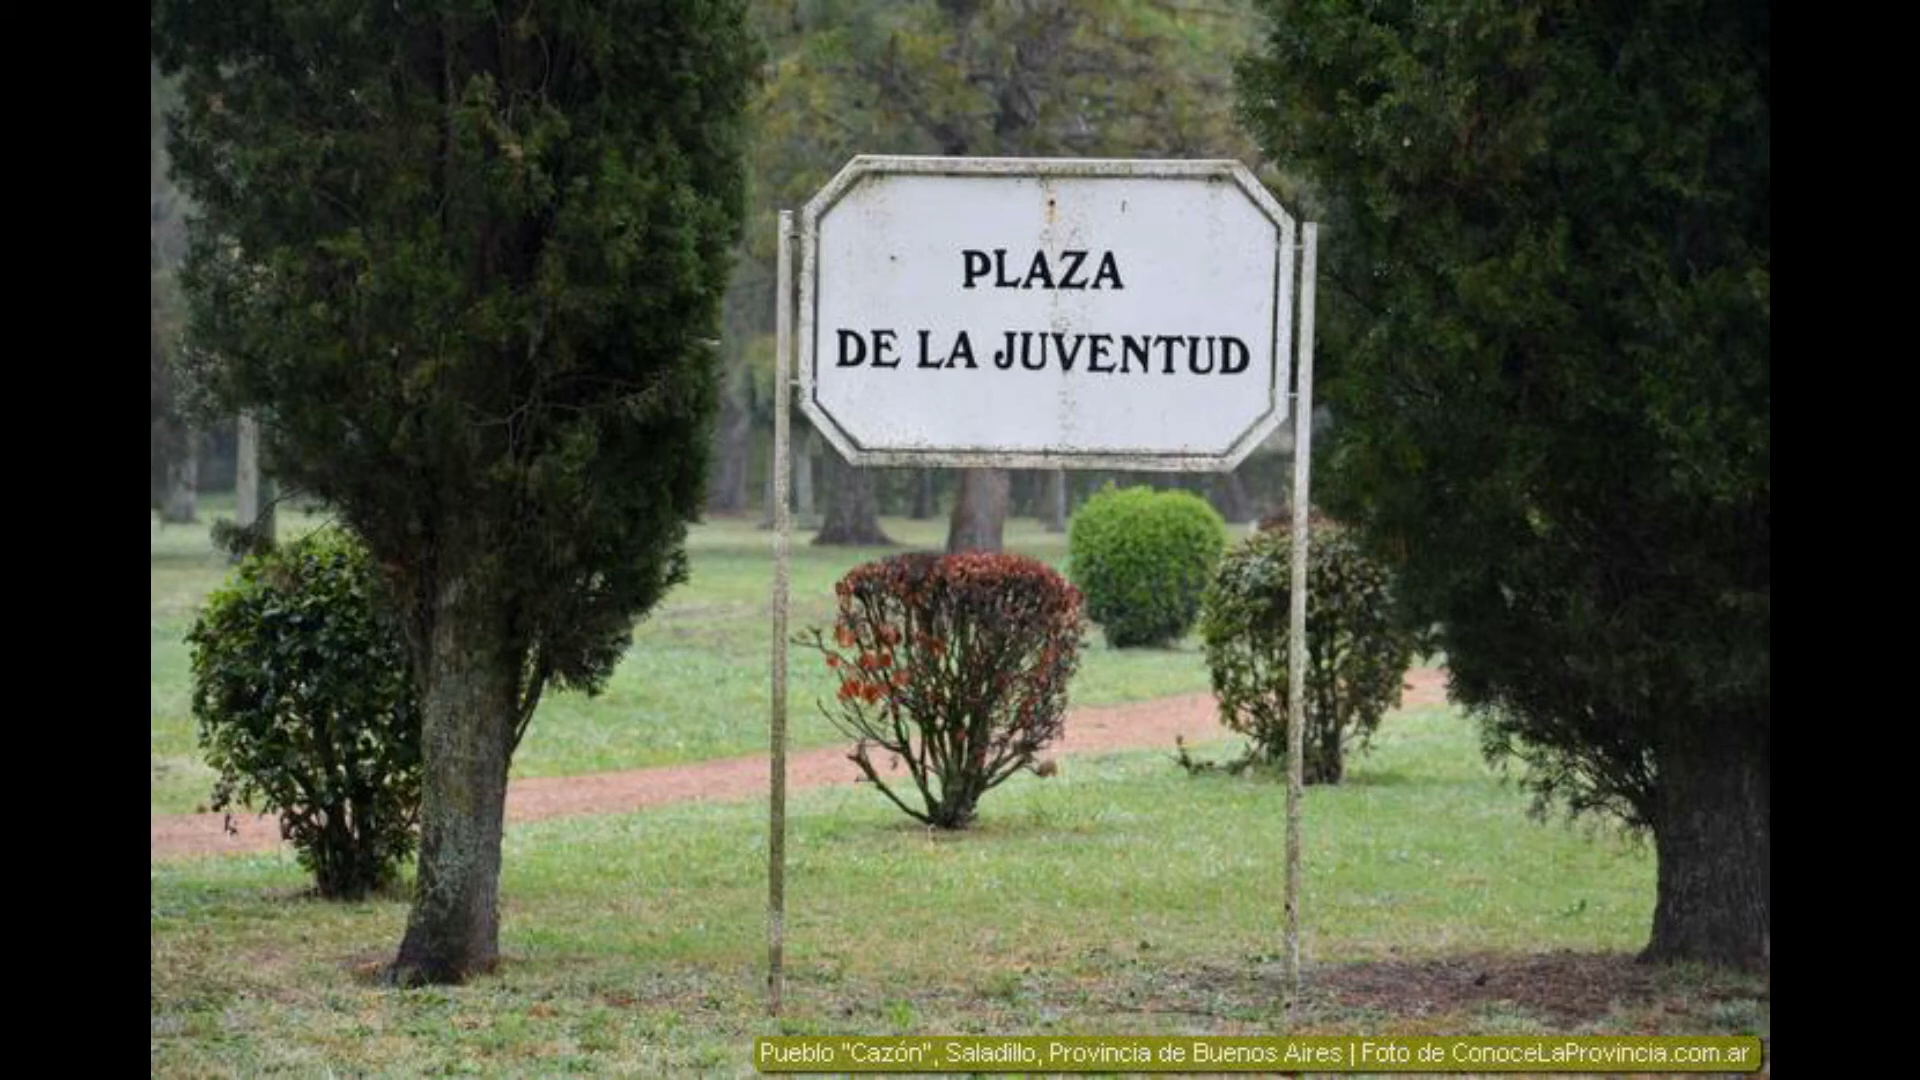 PLAZA
DE LA JUVENTUD
Pueblo "Cazón", Saladillo, Provincia de Buenos Aires | Foto de ConoceLaProvincia.com.ar